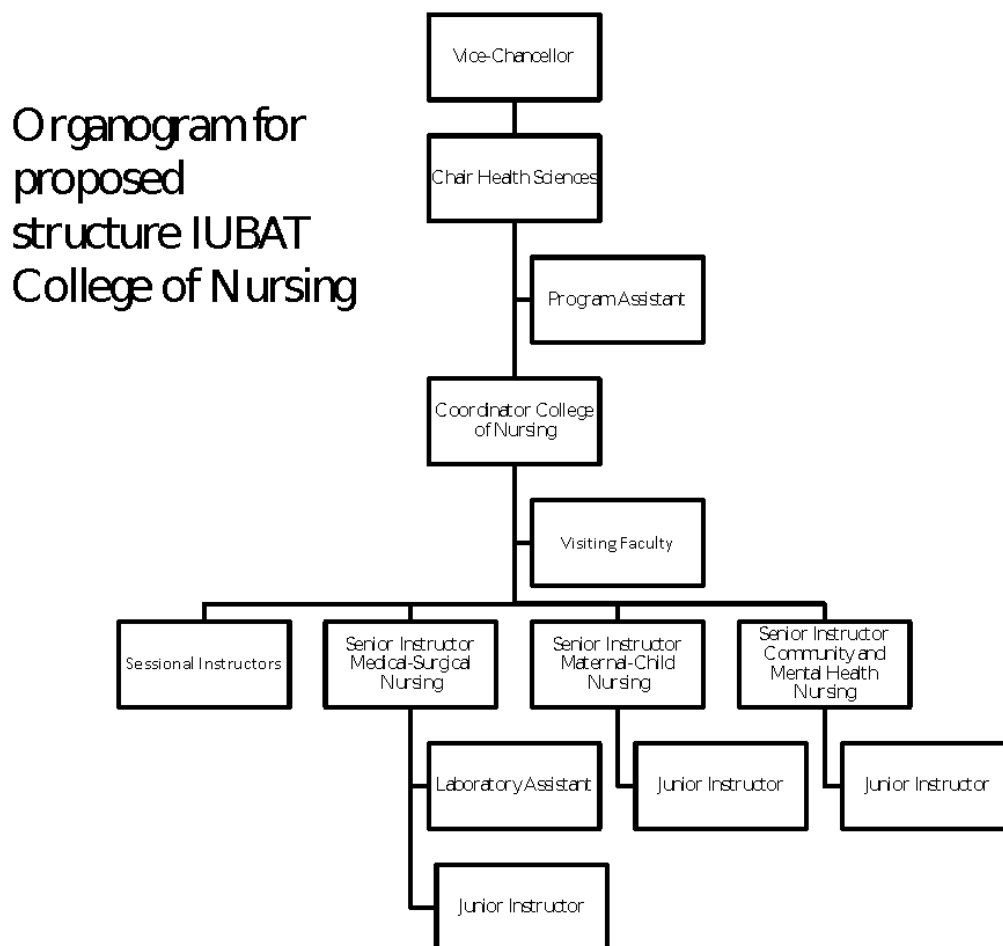 Vice-Chancellor
Organogram for
proposed
structure IUBAT
College of Nursing
Chair Health Sciences
Program Assistant
Coordinator College
of Nursing
Visiting Faculty
Sessional Instructors
Senior Instructor
Medical-Surgical
Nursing
Senior Instructor
Maternal-Child
Nursing
Senior Instructor
Community and
Mental Health
Nursing
Laboratory Assistant
Junior Instructor
Junior Instructor
Junior Instructor